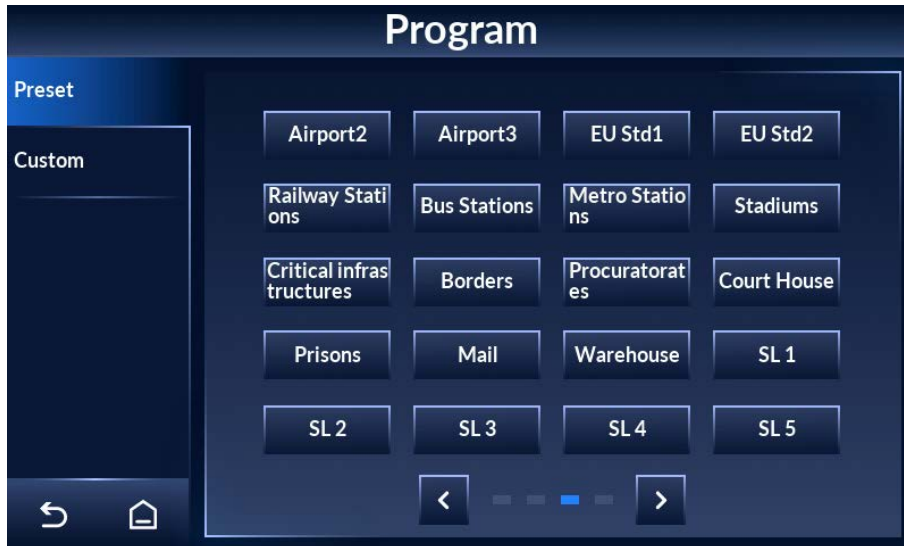 Program
Preset
Custom
Airport2
Airport3
EU Std1
EU Std2
Railway Stati
ons
Bus Stations
Metro Statio
ns
Stadiums
Critical infras
tructures
Borders
Procuratorat
es
Court House
Prisons
Mail
Warehouse
SL 1
SL 2
SL 3
SL 4
SL 5